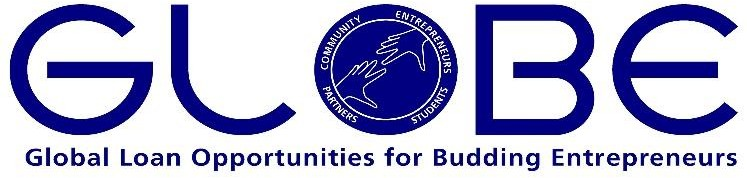 GLOBE
COMMUNITY
ENTREPRENEURS
PARTNERS
STUDENTS
Global Loan Opportunities for Budding Entrepreneurs